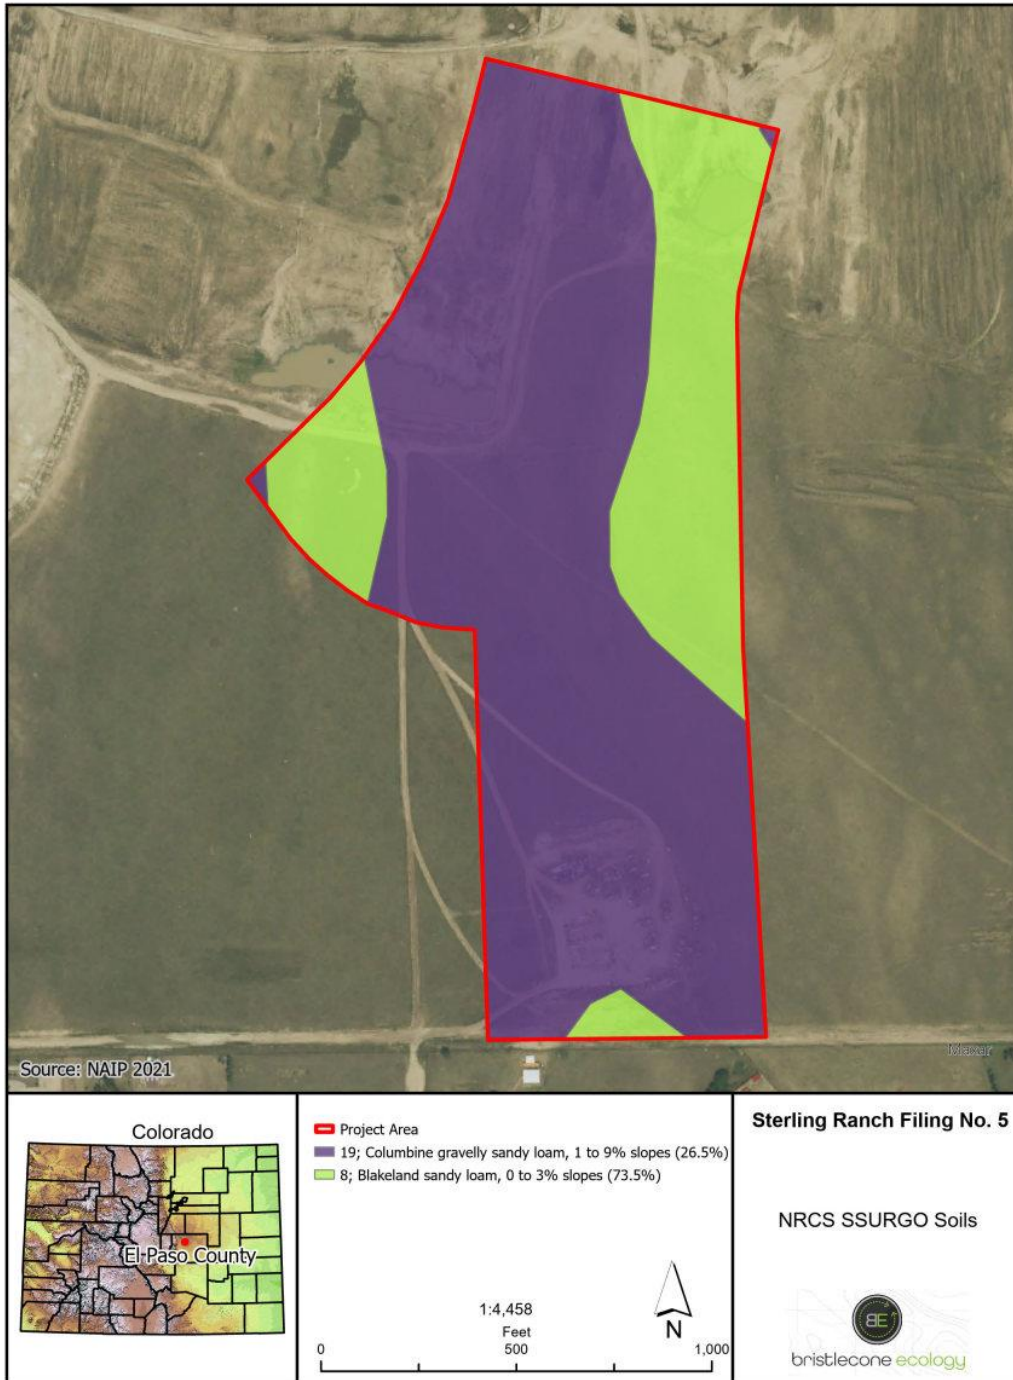 Source: NAIP 2021
Maxar
Colorado
El Paso County
Project Area
19; Columbine gravelly sandy loam, 1 to 9% slopes (26.5%)
8; Blakeland sandy loam, 0 to 3% slopes (73.5%)
1:4,458
Feet
0 500 1,000
N
Sterling Ranch Filing No. 5
NRCS SSURGO Soils
BE
bristlecone ecology